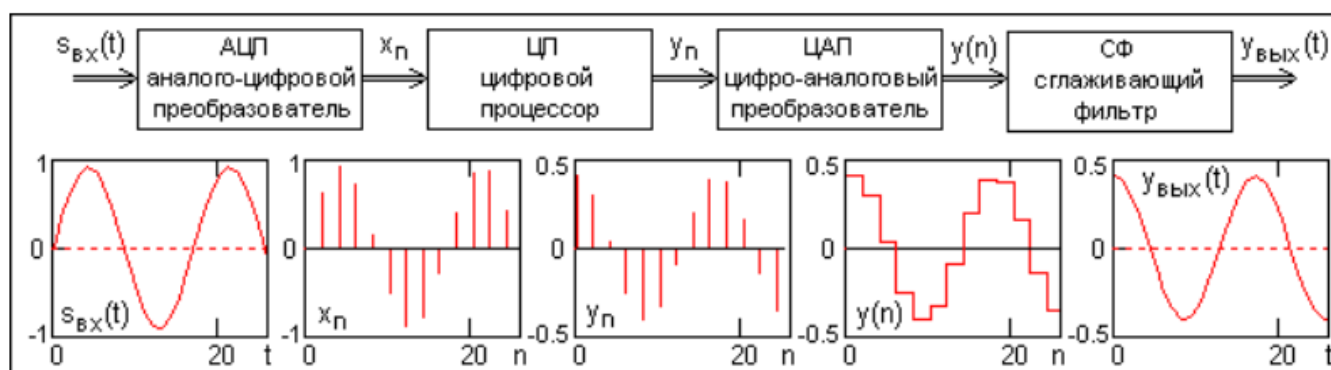 sвх(t)
АЦП
аналого-цифровой
преобразователь
xn
ЦП
цифровой
процессор
yn
ЦАП
цифро-аналоговый
преобразователь
y(n)
СФ
сглаживающий
фильтр
yвых(t)
1
0
-1
sвх(t)
0 20 t
1
0
-1
xn
0 20 n
0.5
0
-0.5
yn
0 20 n
0.5
0
-0.5
y(n)
0 20 n
0.5
0
-0.5
yвых(t)
0 20 t